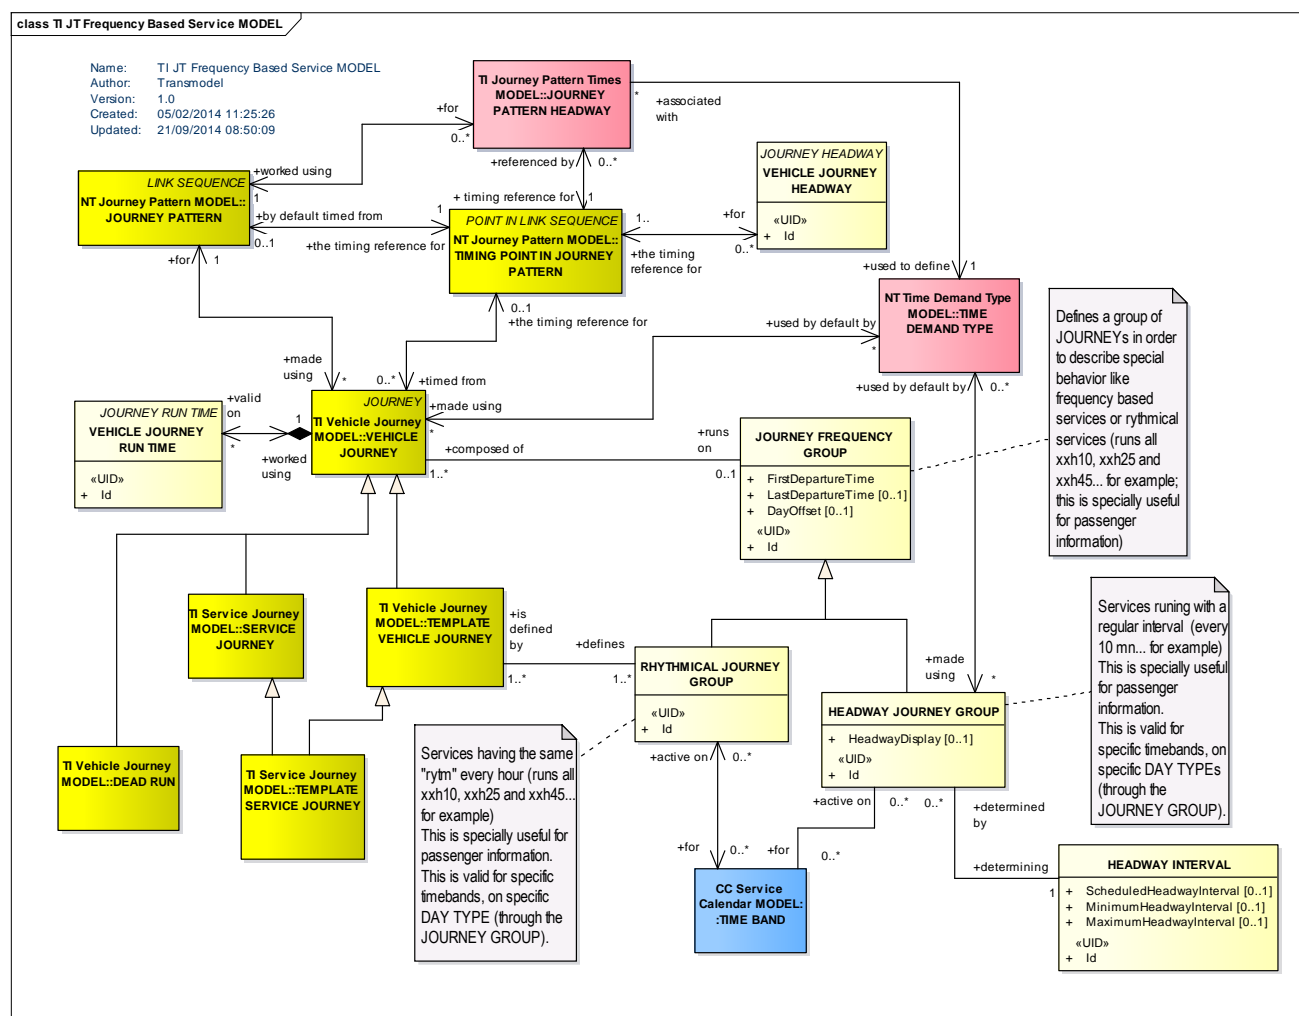 class TI JT Frequency Based Service MODEL
Name: TI JT Frequency Based Service MODEL
Author: Transmodel
Version: 1.0
Created: 05/02/2014 11:25:26
Updated: 21/09/2014 08:50:09
TI Journey Pattern Times
MODEL::JOURNEY
PATTERN HEADWAY
*
+associated
with
+for
0..*
+referenced by
0..*
JOURNEY HEADWAY
VEHICLE JOURNEY
HEADWAY
«UID»
+ Id
LINK SEQUENCE
NT Journey Pattern MODEL::
JOURNEY PATTERN
+worked using
1
+by default timed from
0..1
+ timing reference for
1
1
+the timing reference for
POINT IN LINK SEQUENCE
NT Journey Pattern MODEL::
TIMING POINT IN JOURNEY
PATTERN
1..
+for
0..*
+the timing
reference for
+for
1
+used to define
1
NT Time Demand Type
MODEL::TIME
DEMAND TYPE
0..1
+the timing reference for
+used by default by
*
+used by default by
0..*
Defines a group of
JOURNEYs in order
to describe special
behavior like
frequency based
services or rythmical
services (runs all
xxh10, xxh25 and
xxh45... for example;
this is specially useful
for passenger
information)
+made
using
*
0..*
+timed from
JOURNEY RUN TIME
VEHICLE JOURNEY
RUN TIME
«UID»
+ Id
+valid
on
*
1
+worked
using
JOURNEY
TI Vehicle Journey
MODEL::VEHICLE
JOURNEY
+made using
*
+composed of
1..*
+runs
on
0..1
JOURNEY FREQUENCY
GROUP
+ FirstDepartureTime
+ LastDepartureTime [0..1]
+ DayOffset [0..1]
«UID»
+ Id
TI Service Journey
MODEL::SERVICE
JOURNEY
TI Vehicle Journey
MODEL::TEMPLATE
VEHICLE JOURNEY
+is
defined
by
1..*
+defines
1..*
RHYTHMICAL JOURNEY
GROUP
«UID»
+ Id
+made
using
*
HEADWAY JOURNEY GROUP
+ HeadwayDisplay [0..1]
«UID»
+ Id
Services runing with a
regular interval (every
10 mn... for example)
This is specially useful
for passenger
information.
This is valid for
specific timebands, on
specific DAY TYPEs
(through the
JOURNEY GROUP).
TI Vehicle Journey
MODEL::DEAD RUN
TI Service Journey
MODEL::TEMPLATE
SERVICE JOURNEY
Services having the same
"rytm" every hour (runs all
xxh10, xxh25 and xxh45...
for example)
This is specially useful for
passenger information.
This is valid for specific
timebands, on specific
DAY TYPE (through the
JOURNEY GROUP).
+active on
0..*
+active on
0..*
0..*
+determined
by
+for
0..*
+for
0..*
+determining
1
CC Service
Calendar MODEL:
:TIME BAND
HEADWAY INTERVAL
+ ScheduledHeadwayInterval [0..1]
+ MinimumHeadwayInterval [0..1]
+ MaximumHeadwayInterval [0..1]
«UID»
+ Id